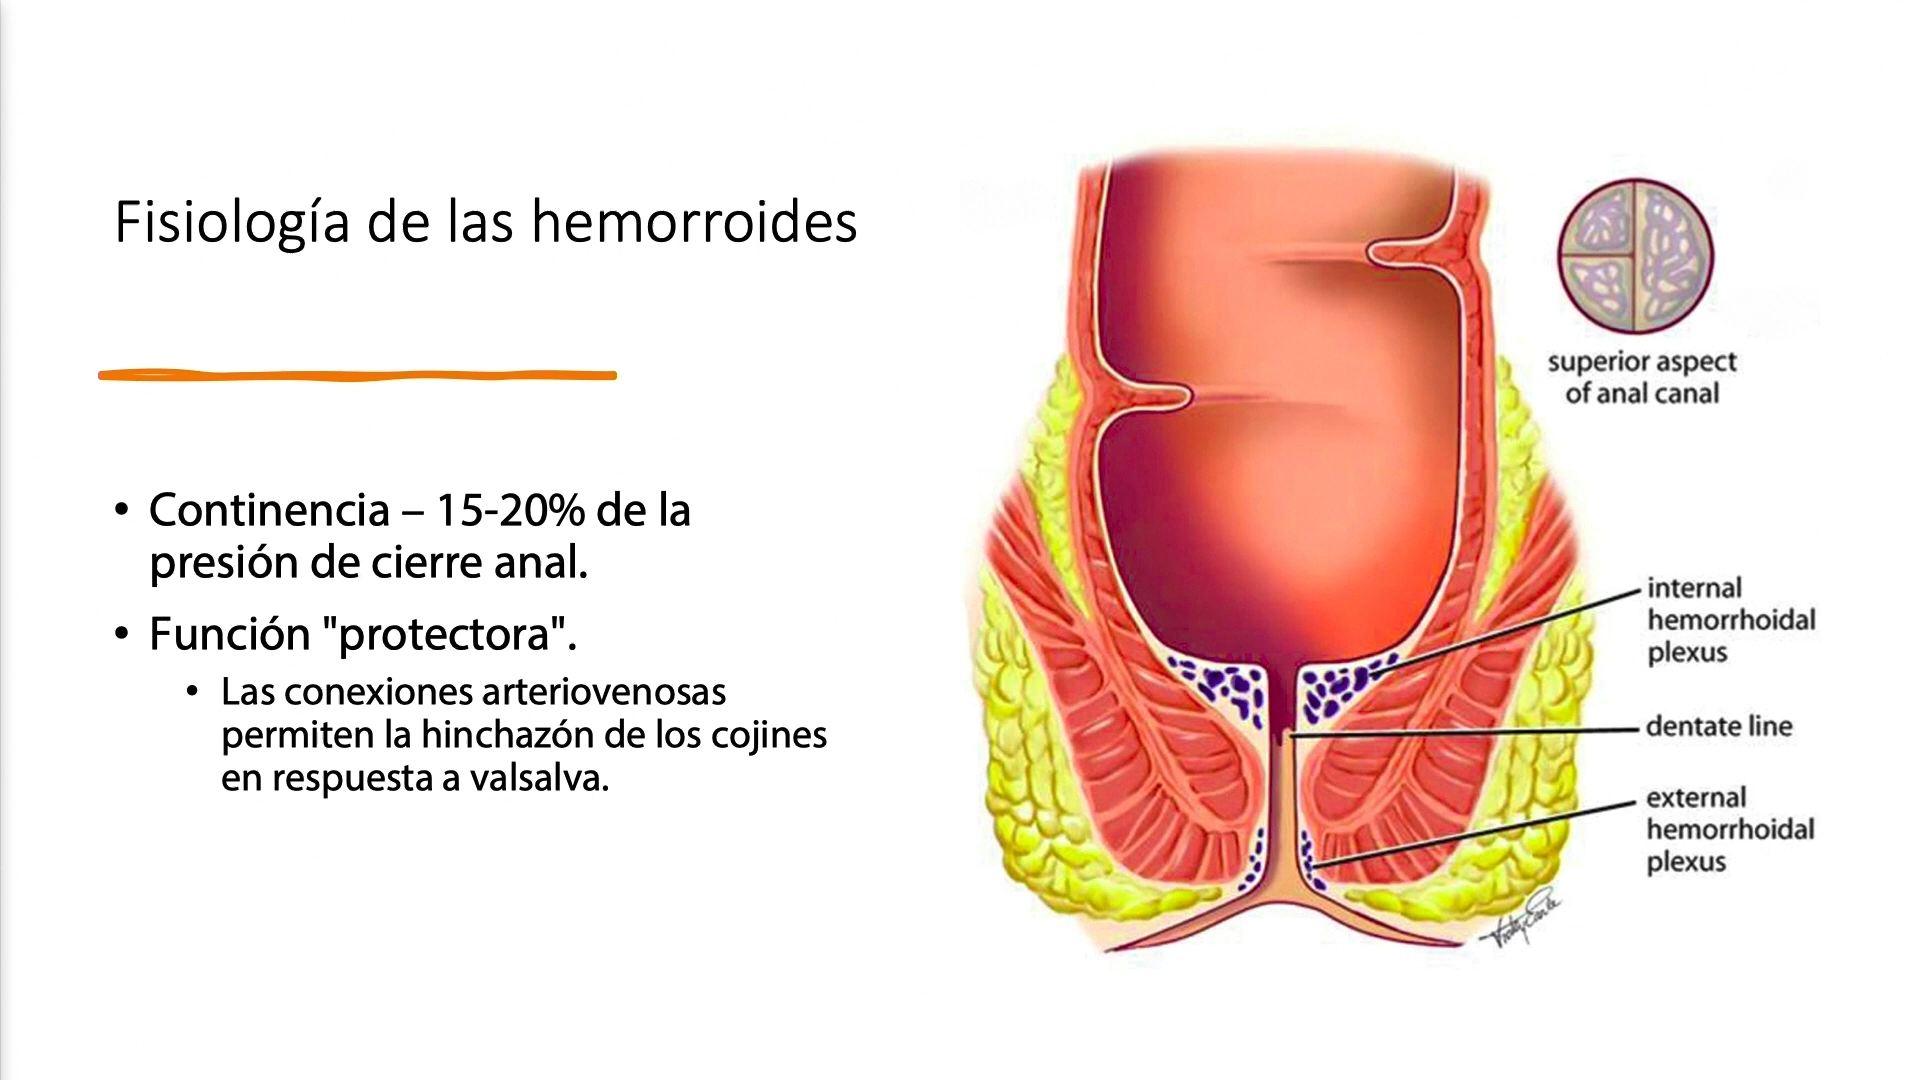 Fisiología de las hemorroides
• Continencia – 15-20% de la
presión de cierre anal.
• Función "protectora".
• Las conexiones arteriovenosas
permiten la hinchazón de los cojines
en respuesta a valsalva.
superior aspect
of anal canal
internal
hemorrhoidal
plexus
dentate line
external
hemorrhoidal
plexus